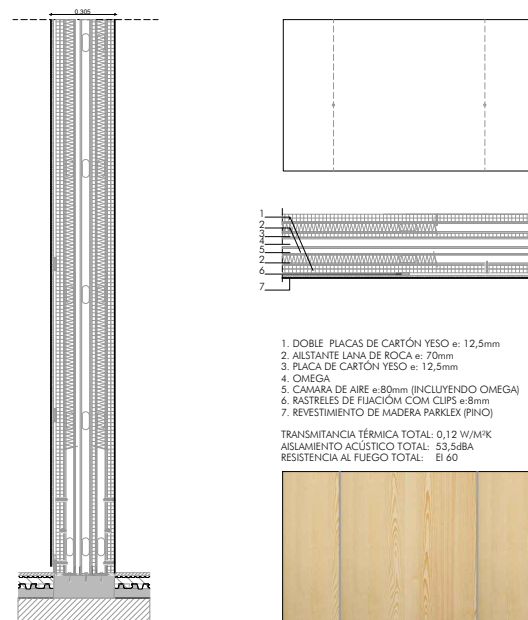 0.305
1
2
3
4
5
2
6
7
1. DOBLE PLACAS DE CARTÓN YESO e: 12,5mm
2. AILSTANTE LANA DE ROCA e: 70mm
3. PLACA DE CARTÓN YESO e: 12,5mm
4. OMEGA
5. CAMARA DE AIRE e:80mm (INCLUYENDO OMEGA)
6. RASTRELES DE FIJACIÓM COM CLIPS e:8mm
7. REVESTIMIENTO DE MADERA PARKLEX (PINO)
TRANSMITANCIA TÉRMICA TOTAL: 0,12 W/M²K
AISLAMIENTO ACÚSTICO TOTAL: 53,5dBA
RESISTENCIA AL FUEGO TOTAL: EI 60